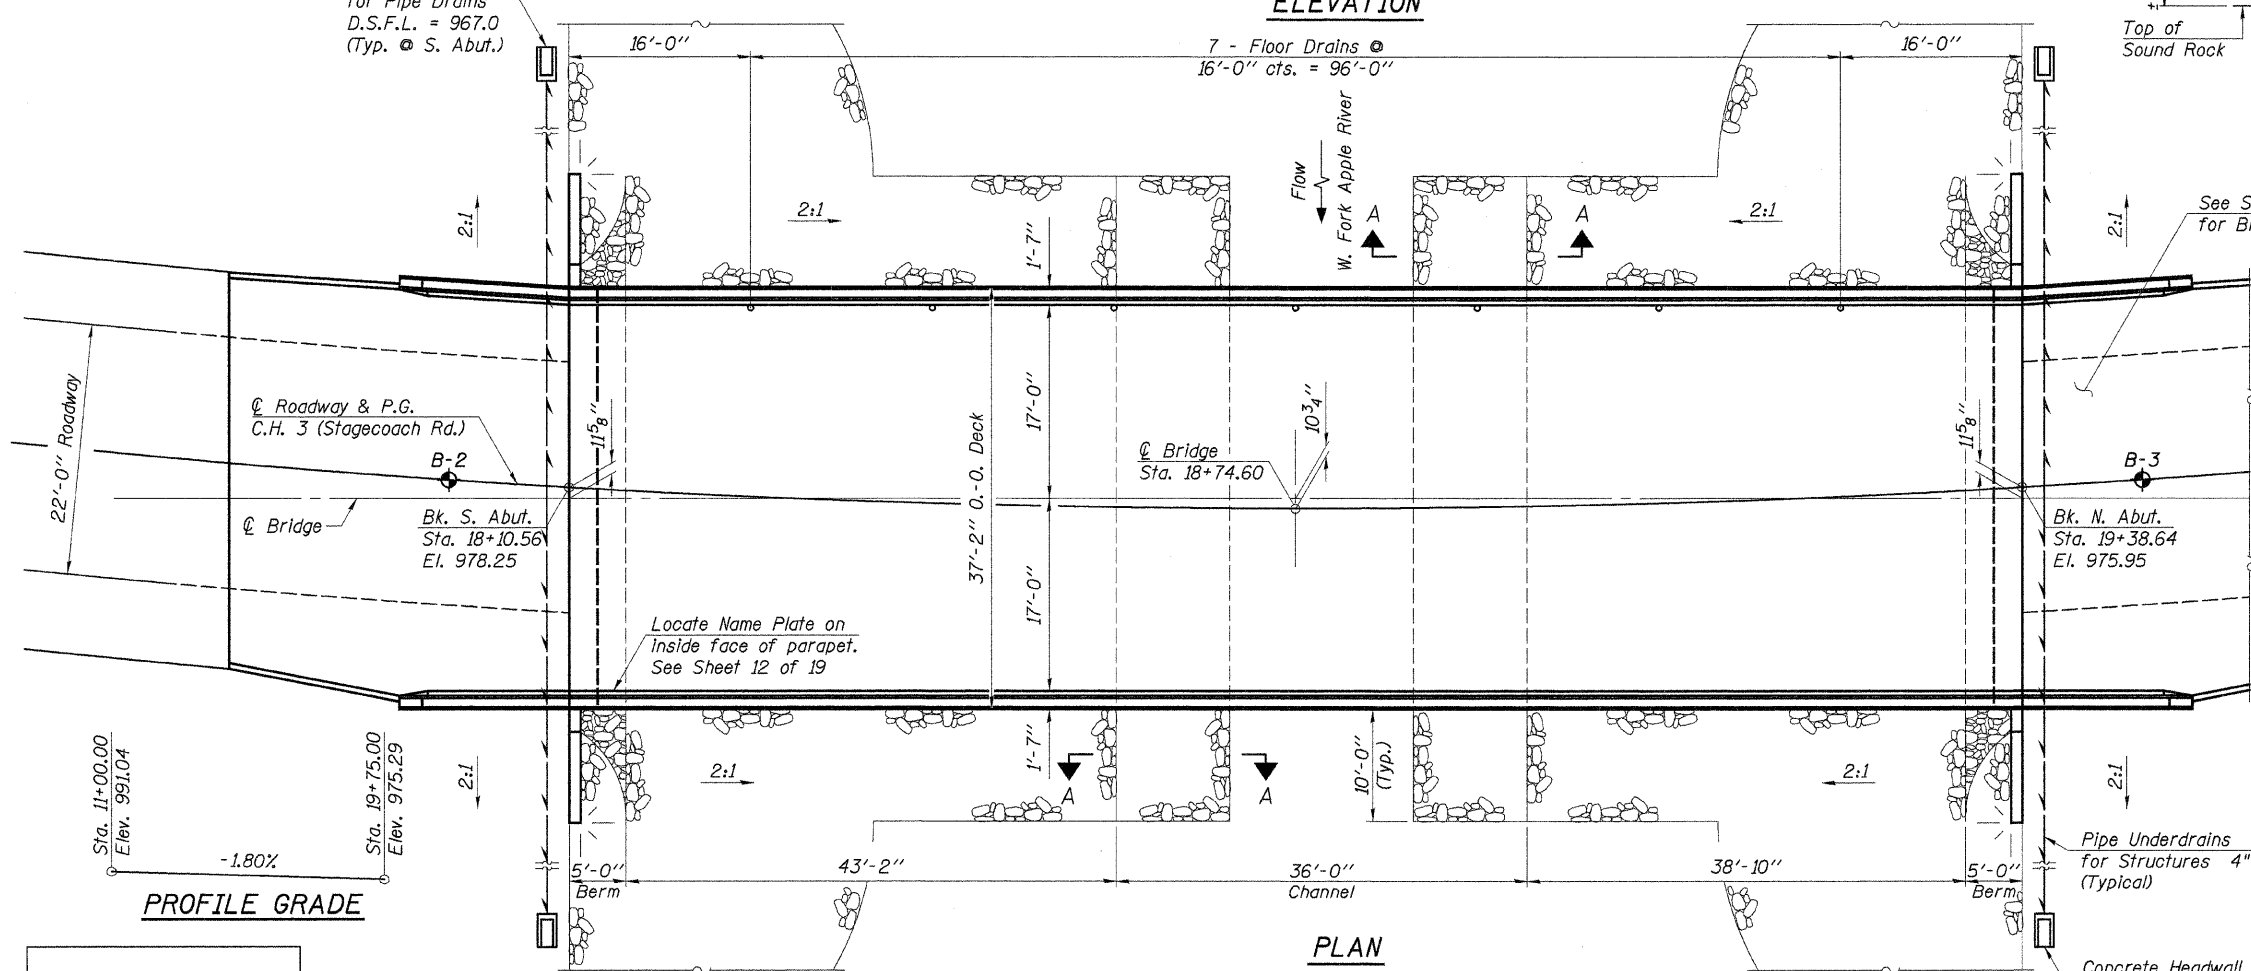 for Pipe Drains
D.S.F.L. = 967.0
(Typ. @ S. Abut.)
ELEVATION
Top of
Sound Rock
16'-0"
7 - Floor Drains @
16'-0" cts. = 96'-0"
16'-0"
Flow
W. Fork Apple River
A
A
2:1
2:1
1'-7"
2:1
2:1
See S
for B
22'-0" Roadway
℄ Roadway & P.G.
C.H. 3 (Stagecoach Rd.)
B-2
℄ Bridge
Bk. S. Abut.
Sta. 18+10.56
El. 978.25
11 5/8"
37'-2" O.-O. Deck
17'-0"
17'-0"
℄ Bridge
Sta. 18+74.60
10 3/4"
11 5/8"
B-3
Bk. N. Abut.
Sta. 19+38.64
El. 975.95
Locate Name Plate on
inside face of parapet.
See Sheet 12 of 19
Sta. 11+00.00
Elev. 991.04
Sta. 19+75.00
Elev. 975.29
-1.80%
PROFILE GRADE
2:1
2:1
1'-7"
A
A
10'-0"
(Typ.)
2:1
2:1
Pipe Underdrains
for Structures 4"
(Typical)
5'-0"
Berm
43'-2"
36'-0"
Channel
38'-10"
5'-0"
Berm
PLAN
Concrete Headwall